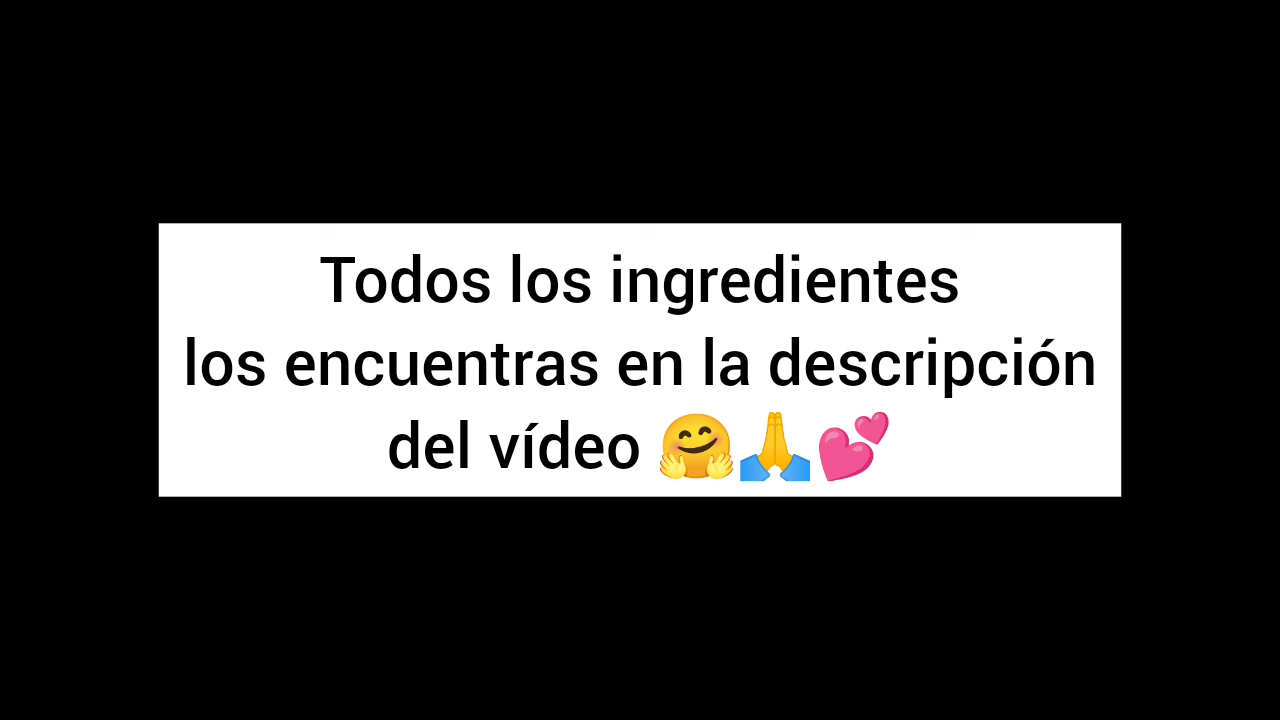 Todos los ingredientes
los encuentras en la descripción
del vídeo 🤗🙏💕